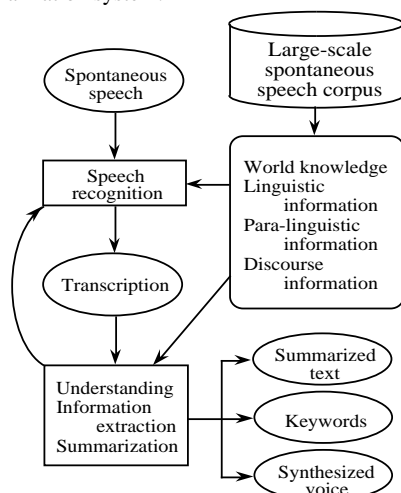 Large-scale
spontaneous
speech corpus
Spontaneous
speech
Speech
recognition
World knowledge
Linguistic
information
Para-linguistic
information
Discourse
information
Transcription
Understanding
Information
extraction
Summarization
Summarized
text
Keywords
Synthesized
voice